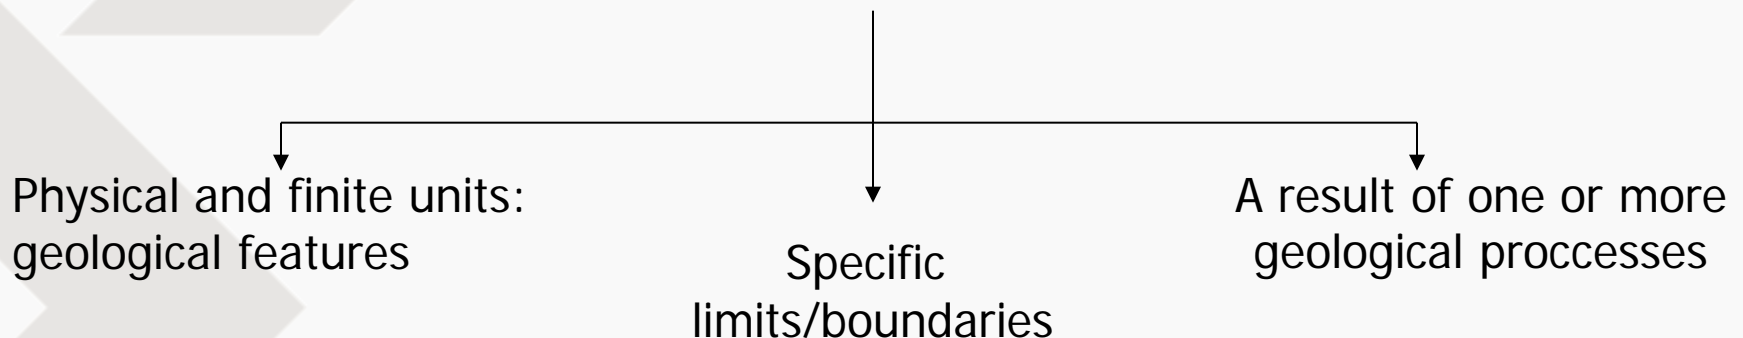 Physical and finite units:
geological features
Specific
limits/boundaries
A result of one or more
geological proccesses